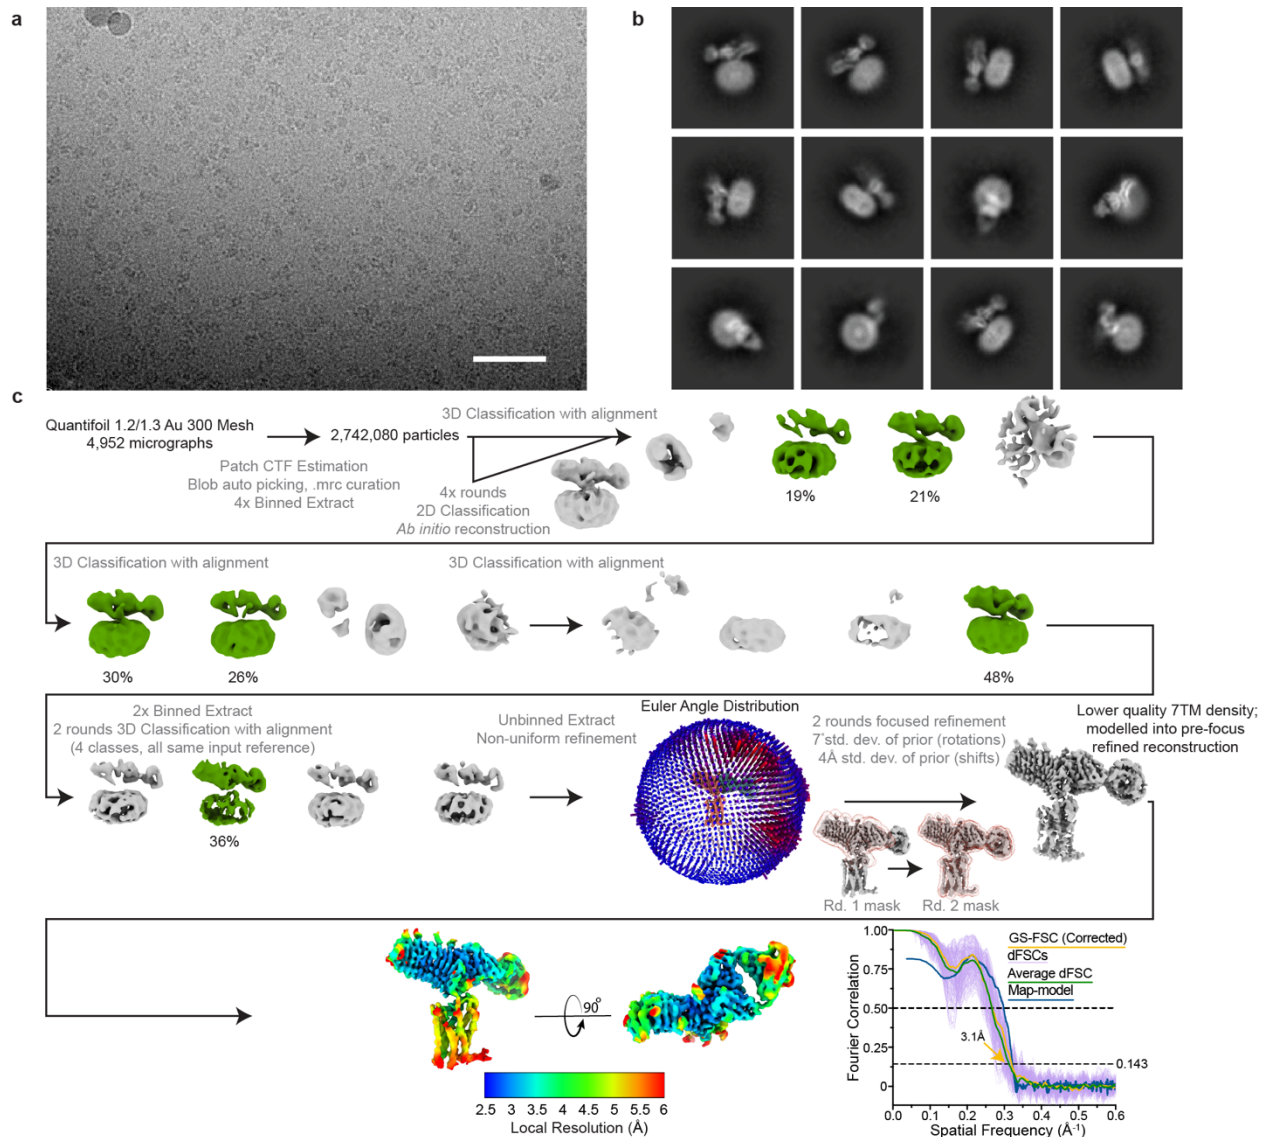 a
b
c
Quantifoil 1.2/1.3 Au 300 Mesh
4,952 micrographs
Patch CTF Estimation
Blob auto picking, .mrc curation
4x Binned Extract
2,742,080 particles
3D Classification with alignment
4x rounds
2D Classification
Ab initio reconstruction
19%
21%
3D Classification with alignment
3D Classification with alignment
30%
26%
48%
2x Binned Extract
2 rounds 3D Classification with alignment
(4 classes, all same input reference)
36%
Unbinned Extract
Non-uniform refinement
Euler Angle Distribution
2 rounds focused refinement
7°std. dev. of prior (rotations)
4Å std. dev. of prior (shifts)
Rd. 1 mask
Rd. 2 mask
Lower quality 7TM density;
modelled into pre-focus
refined reconstruction
90°
2.5 3 3.5 4 4.5 5 5.5 6
Local Resolution (Å)
GS-FSC (Corrected)
dFSCs
Average dFSC
Map-model
Fourier Correlation
1.00
0.75
0.50
0.25
0
3.1Å
0.143
0.0 0.1 0.2 0.3 0.4 0.5 0.6
Spatial Frequency (Å-1)